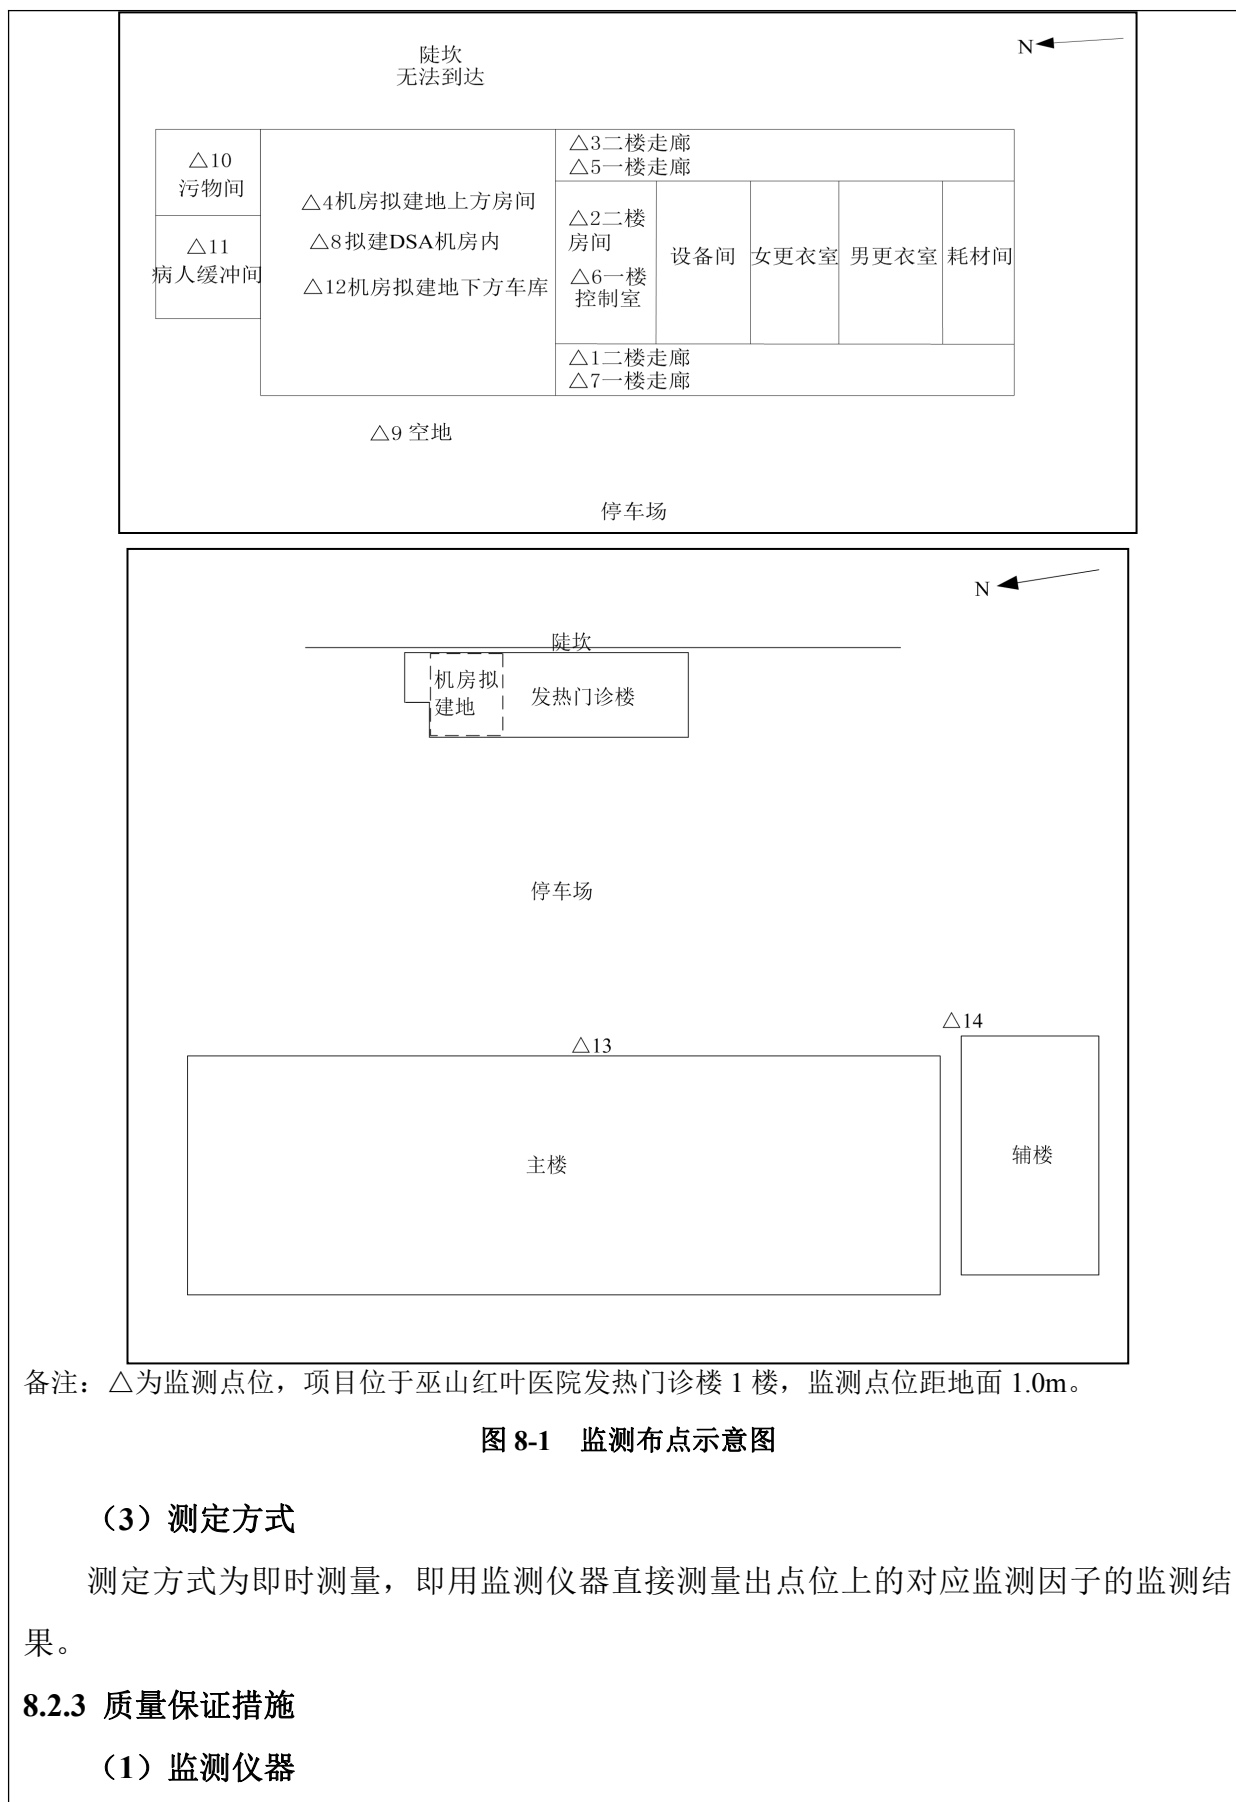 N
陡坎
无法到达
△3二楼走廊
△5一楼走廊
△10
污物间
△4机房拟建地上方房间
△8拟建DSA机房内
△12机房拟建地下方车库
△11
病人缓冲间
△2二楼
房间
△6一楼
控制室
设备间
女更衣室
男更衣室
耗材间
△1二楼走廊
△7一楼走廊
△9 空地
停车场
N
陡坎
机房拟
建地
发热门诊楼
停车场
△14
△13
主楼
辅楼
备注：△为监测点位，项目位于巫山红叶医院发热门诊楼 1 楼，监测点位距地面 1.0m。
图 8-1 监测布点示意图
（3）测定方式
测定方式为即时测量，即用监测仪器直接测量出点位上的对应监测因子的监测结
果。
8.2.3 质量保证措施
（1）监测仪器